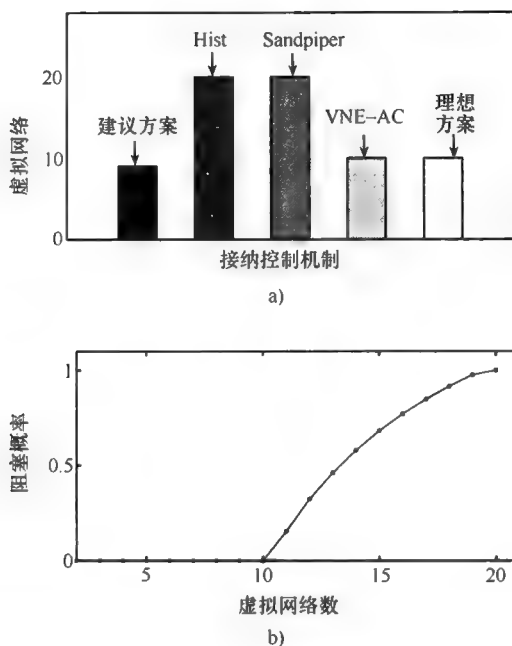 Hist
Sandpiper
建议方案
VNE-AC
理想
方案
20
10
0
虚拟网络
接纳控制机制
a)
1
0.5
0
阻塞概率
5
10
15
20
虚拟网络数
b)